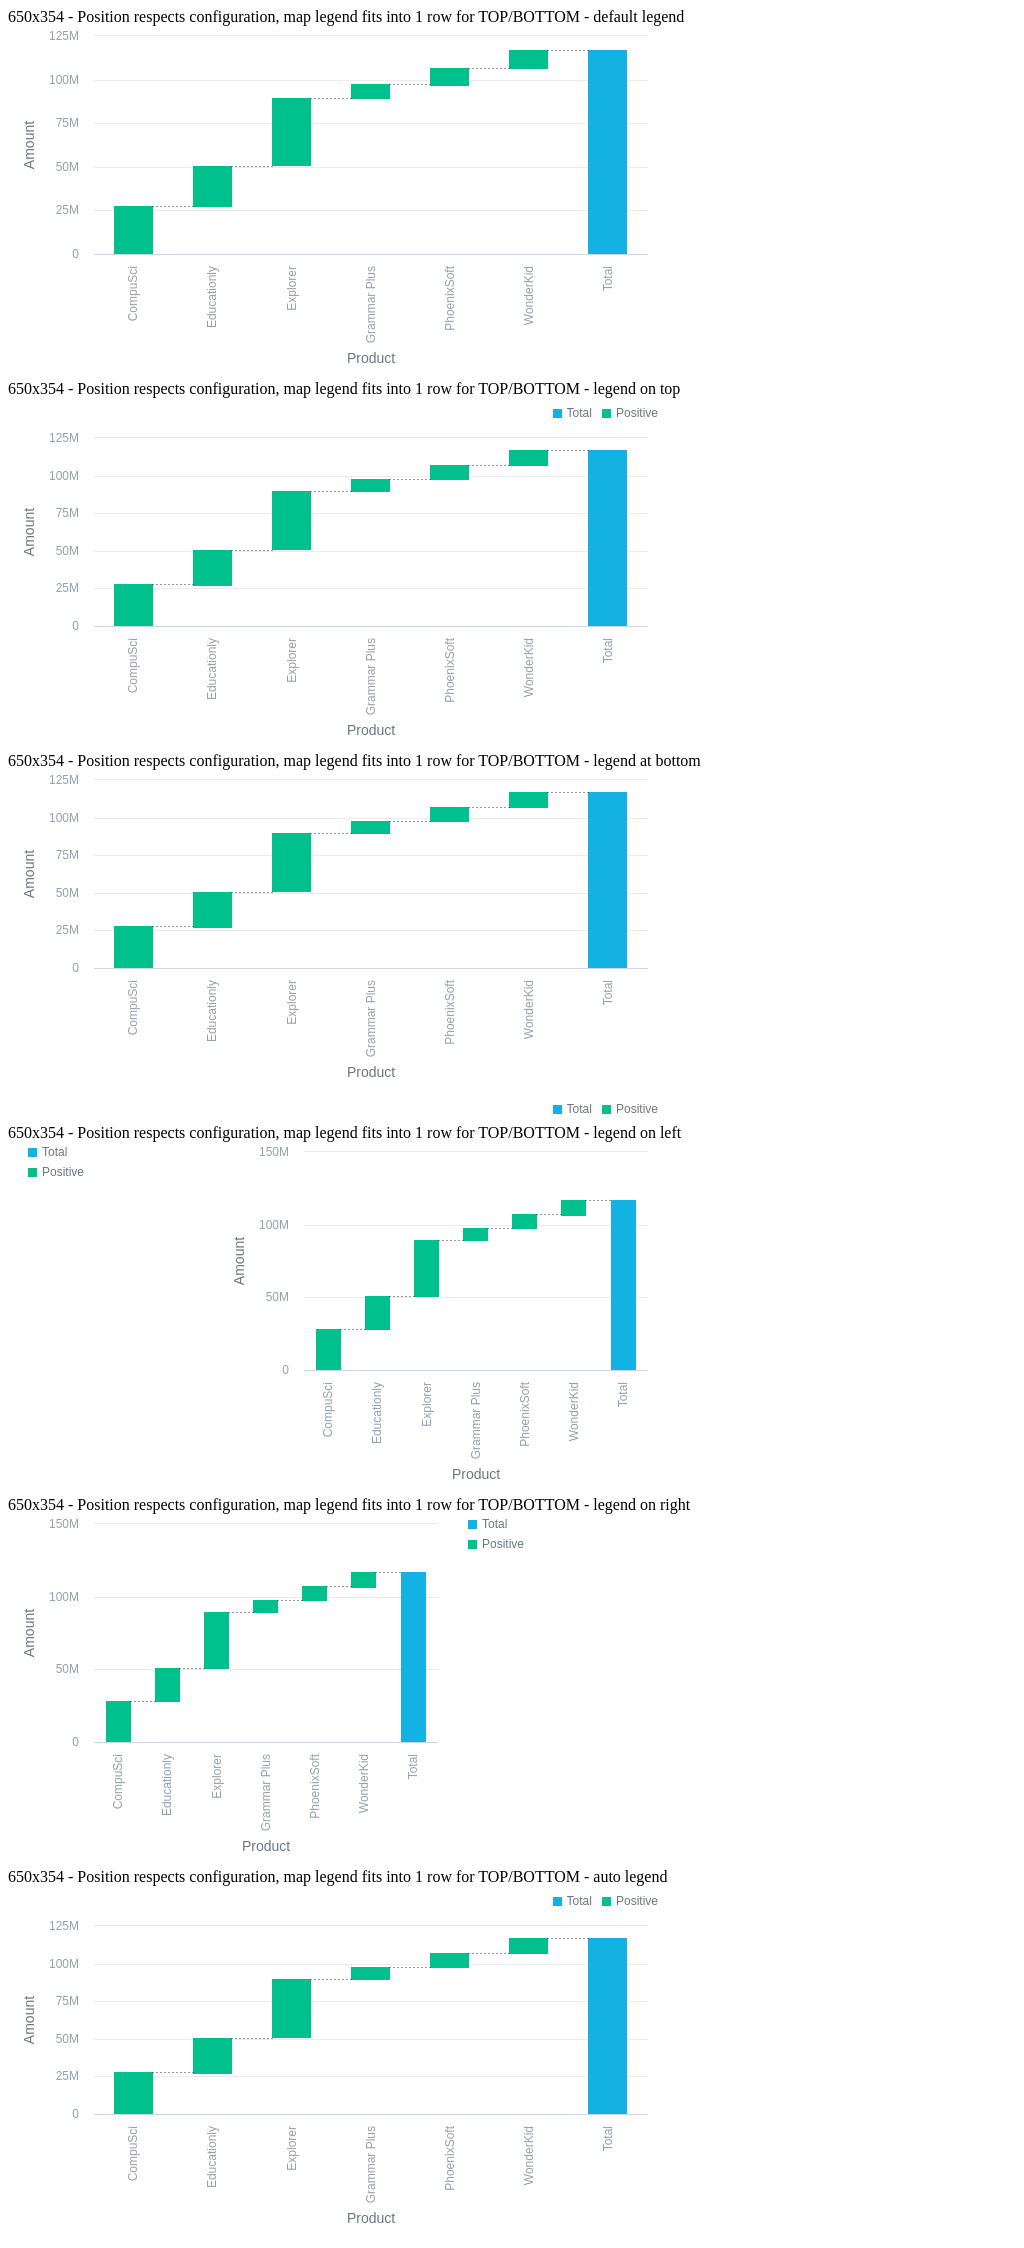 650x354 - Position respects configuration, map legend fits into 1 row for TOP/BOTTOM - default legend
125M
100M
75M
50M
25M
0
Amount
CompuSci
Educationly
Explorer
Grammar Plus
PhoenixSoft
WonderKid
Total
Product
650x354 - Position respects configuration, map legend fits into 1 row for TOP/BOTTOM - legend on top
Total Positive
125M
100M
75M
50M
25M
0
Amount
CompuSci
Educationly
Explorer
Grammar Plus
PhoenixSoft
WonderKid
Total
Product
650x354 - Position respects configuration, map legend fits into 1 row for TOP/BOTTOM - legend at bottom
125M
100M
75M
50M
25M
0
Amount
CompuSci
Educationly
Explorer
Grammar Plus
PhoenixSoft
WonderKid
Total
Product
Total Positive
650x354 - Position respects configuration, map legend fits into 1 row for TOP/BOTTOM - legend on left
Total
Positive
150M
100M
50M
0
Amount
CompuSci
Educationly
Explorer
Grammar Plus
PhoenixSoft
WonderKid
Total
Product
650x354 - Position respects configuration, map legend fits into 1 row for TOP/BOTTOM - legend on right
150M
100M
50M
0
Amount
CompuSci
Educationly
Explorer
Grammar Plus
PhoenixSoft
WonderKid
Total
Product
Total
Positive
650x354 - Position respects configuration, map legend fits into 1 row for TOP/BOTTOM - auto legend
Total Positive
125M
100M
75M
50M
25M
0
Amount
CompuSci
Educationly
Explorer
Grammar Plus
PhoenixSoft
WonderKid
Total
Product